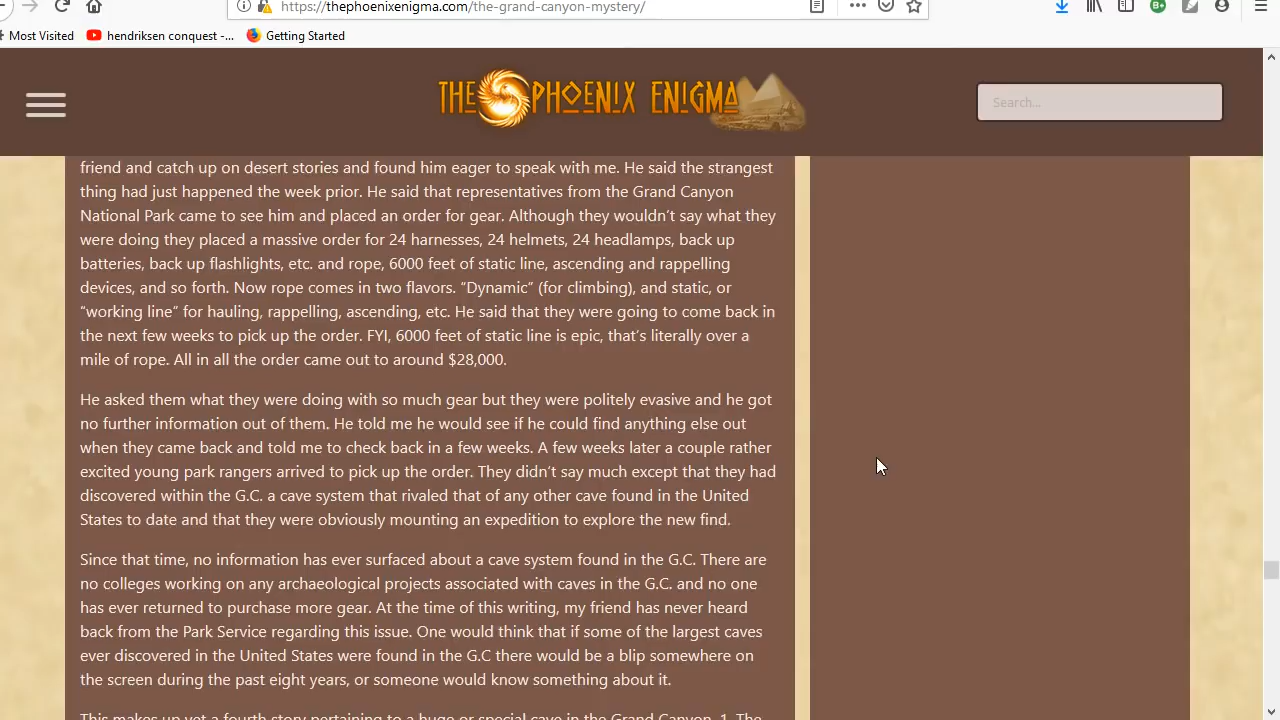 https://thephoenixenigma.com/the-grand-canyon-mystery/
Most Visited
hendriksen conquest -...
Getting Started
THE PHOENIX ENIGMA
Search...
friend and catch up on desert stories and found him eager to speak with me. He said the strangest
thing had just happened the week prior. He said that representatives from the Grand Canyon
National Park came to see him and placed an order for gear. Although they wouldn't say what they
were doing they placed a massive order for 24 harnesses, 24 helmets, 24 headlamps, back up
batteries, back up flashlights, etc. and rope, 6000 feet of static line, ascending and rappelling
devices, and so forth. Now rope comes in two flavors. “Dynamic” (for climbing), and static, or
“working line” for hauling, rappelling, ascending, etc. He said that they were going to come back in
the next few weeks to pick up the order. FYI, 6000 feet of static line is epic, that's literally over a
mile of rope. All in all the order came out to around $28,000.
He asked them what they were doing with so much gear but they were politely evasive and he got
no further information out of them. He told me he would see if he could find anything else out
when they came back and told me to check back in a few weeks. A few weeks later a couple rather
excited young park rangers arrived to pick up the order. They didn't say much except that they had
discovered within the G.C. a cave system that rivaled that of any other cave found in the United
States to date and that they were obviously mounting an expedition to explore the new find.
Since that time, no information has ever surfaced about a cave system found in the G.C. There are
no colleges working on any archaeological projects associated with caves in the G.C. and no one
has ever returned to purchase more gear. At the time of this writing, my friend has never heard
back from the Park Service regarding this issue. One would think that if some of the largest caves
ever discovered in the United States were found in the G.C there would be a blip somewhere on
the screen during the past eight years, or someone would know something about it.
This makes up yet a fourth story pertaining to a huge or special cave in the Grand Canyon. 1. The